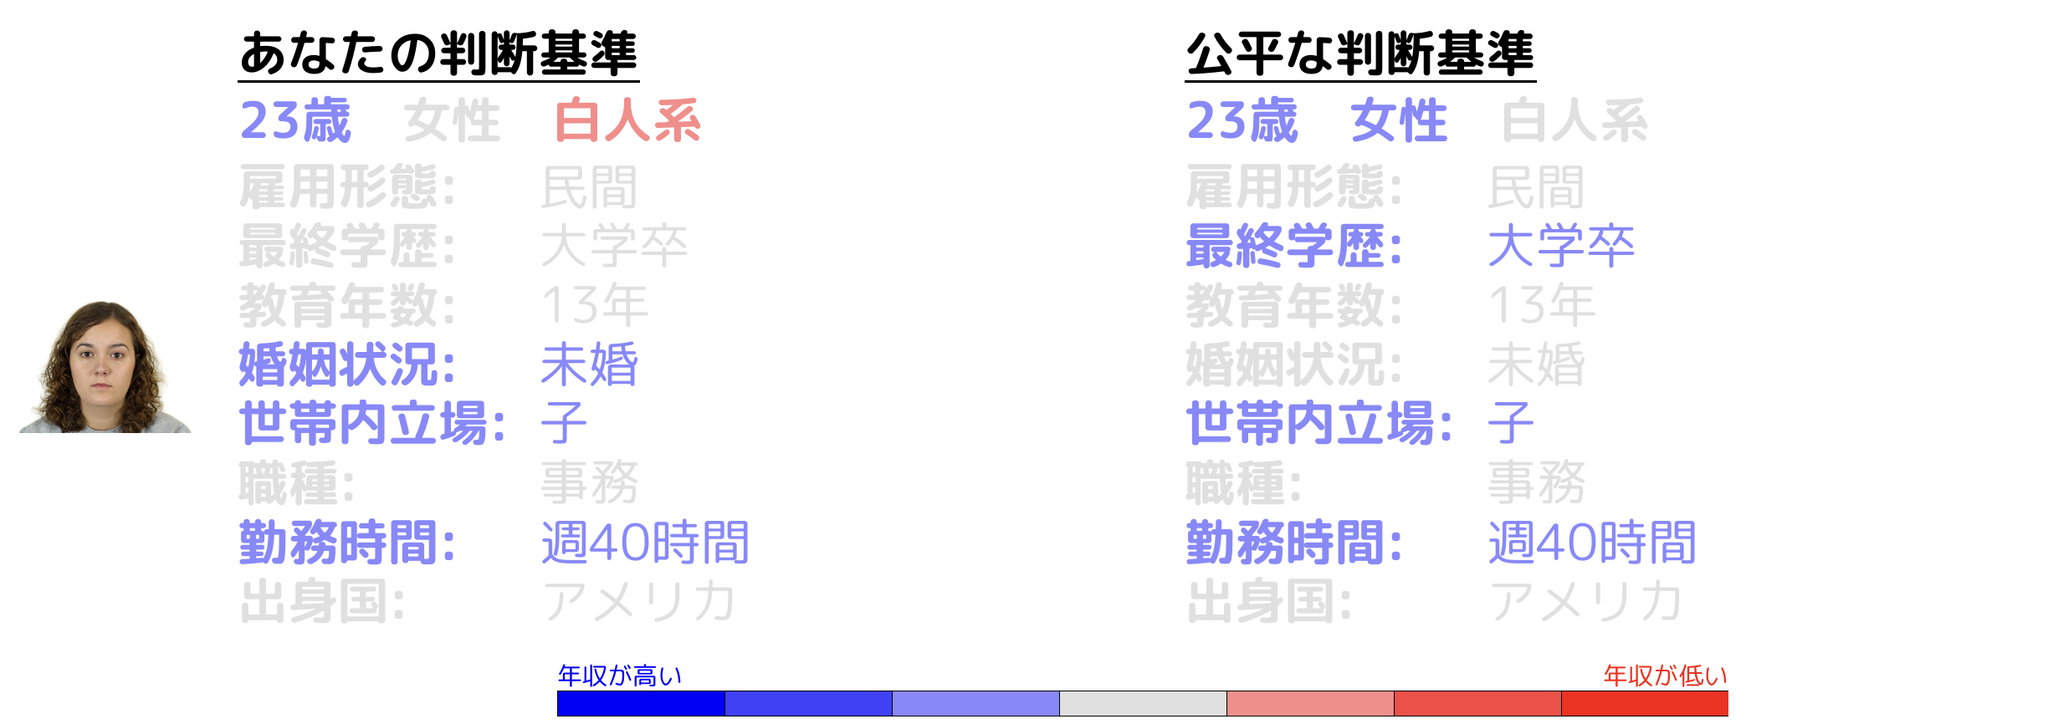 あなたの判断基準
23歳 女性 白人系
雇用形態: 民間
最終学歴: 大学卒
教育年数: 13年
婚姻状況: 未婚
世帯内立場: 子
職種: 事務
勤務時間: 週40時間
出身国: アメリカ
公平な判断基準
23歳 女性 白人系
雇用形態: 民間
最終学歴: 大学卒
教育年数: 13年
婚姻状況: 未婚
世帯内立場: 子
職種: 事務
勤務時間: 週40時間
出身国: アメリカ
年収が高い
年収が低い